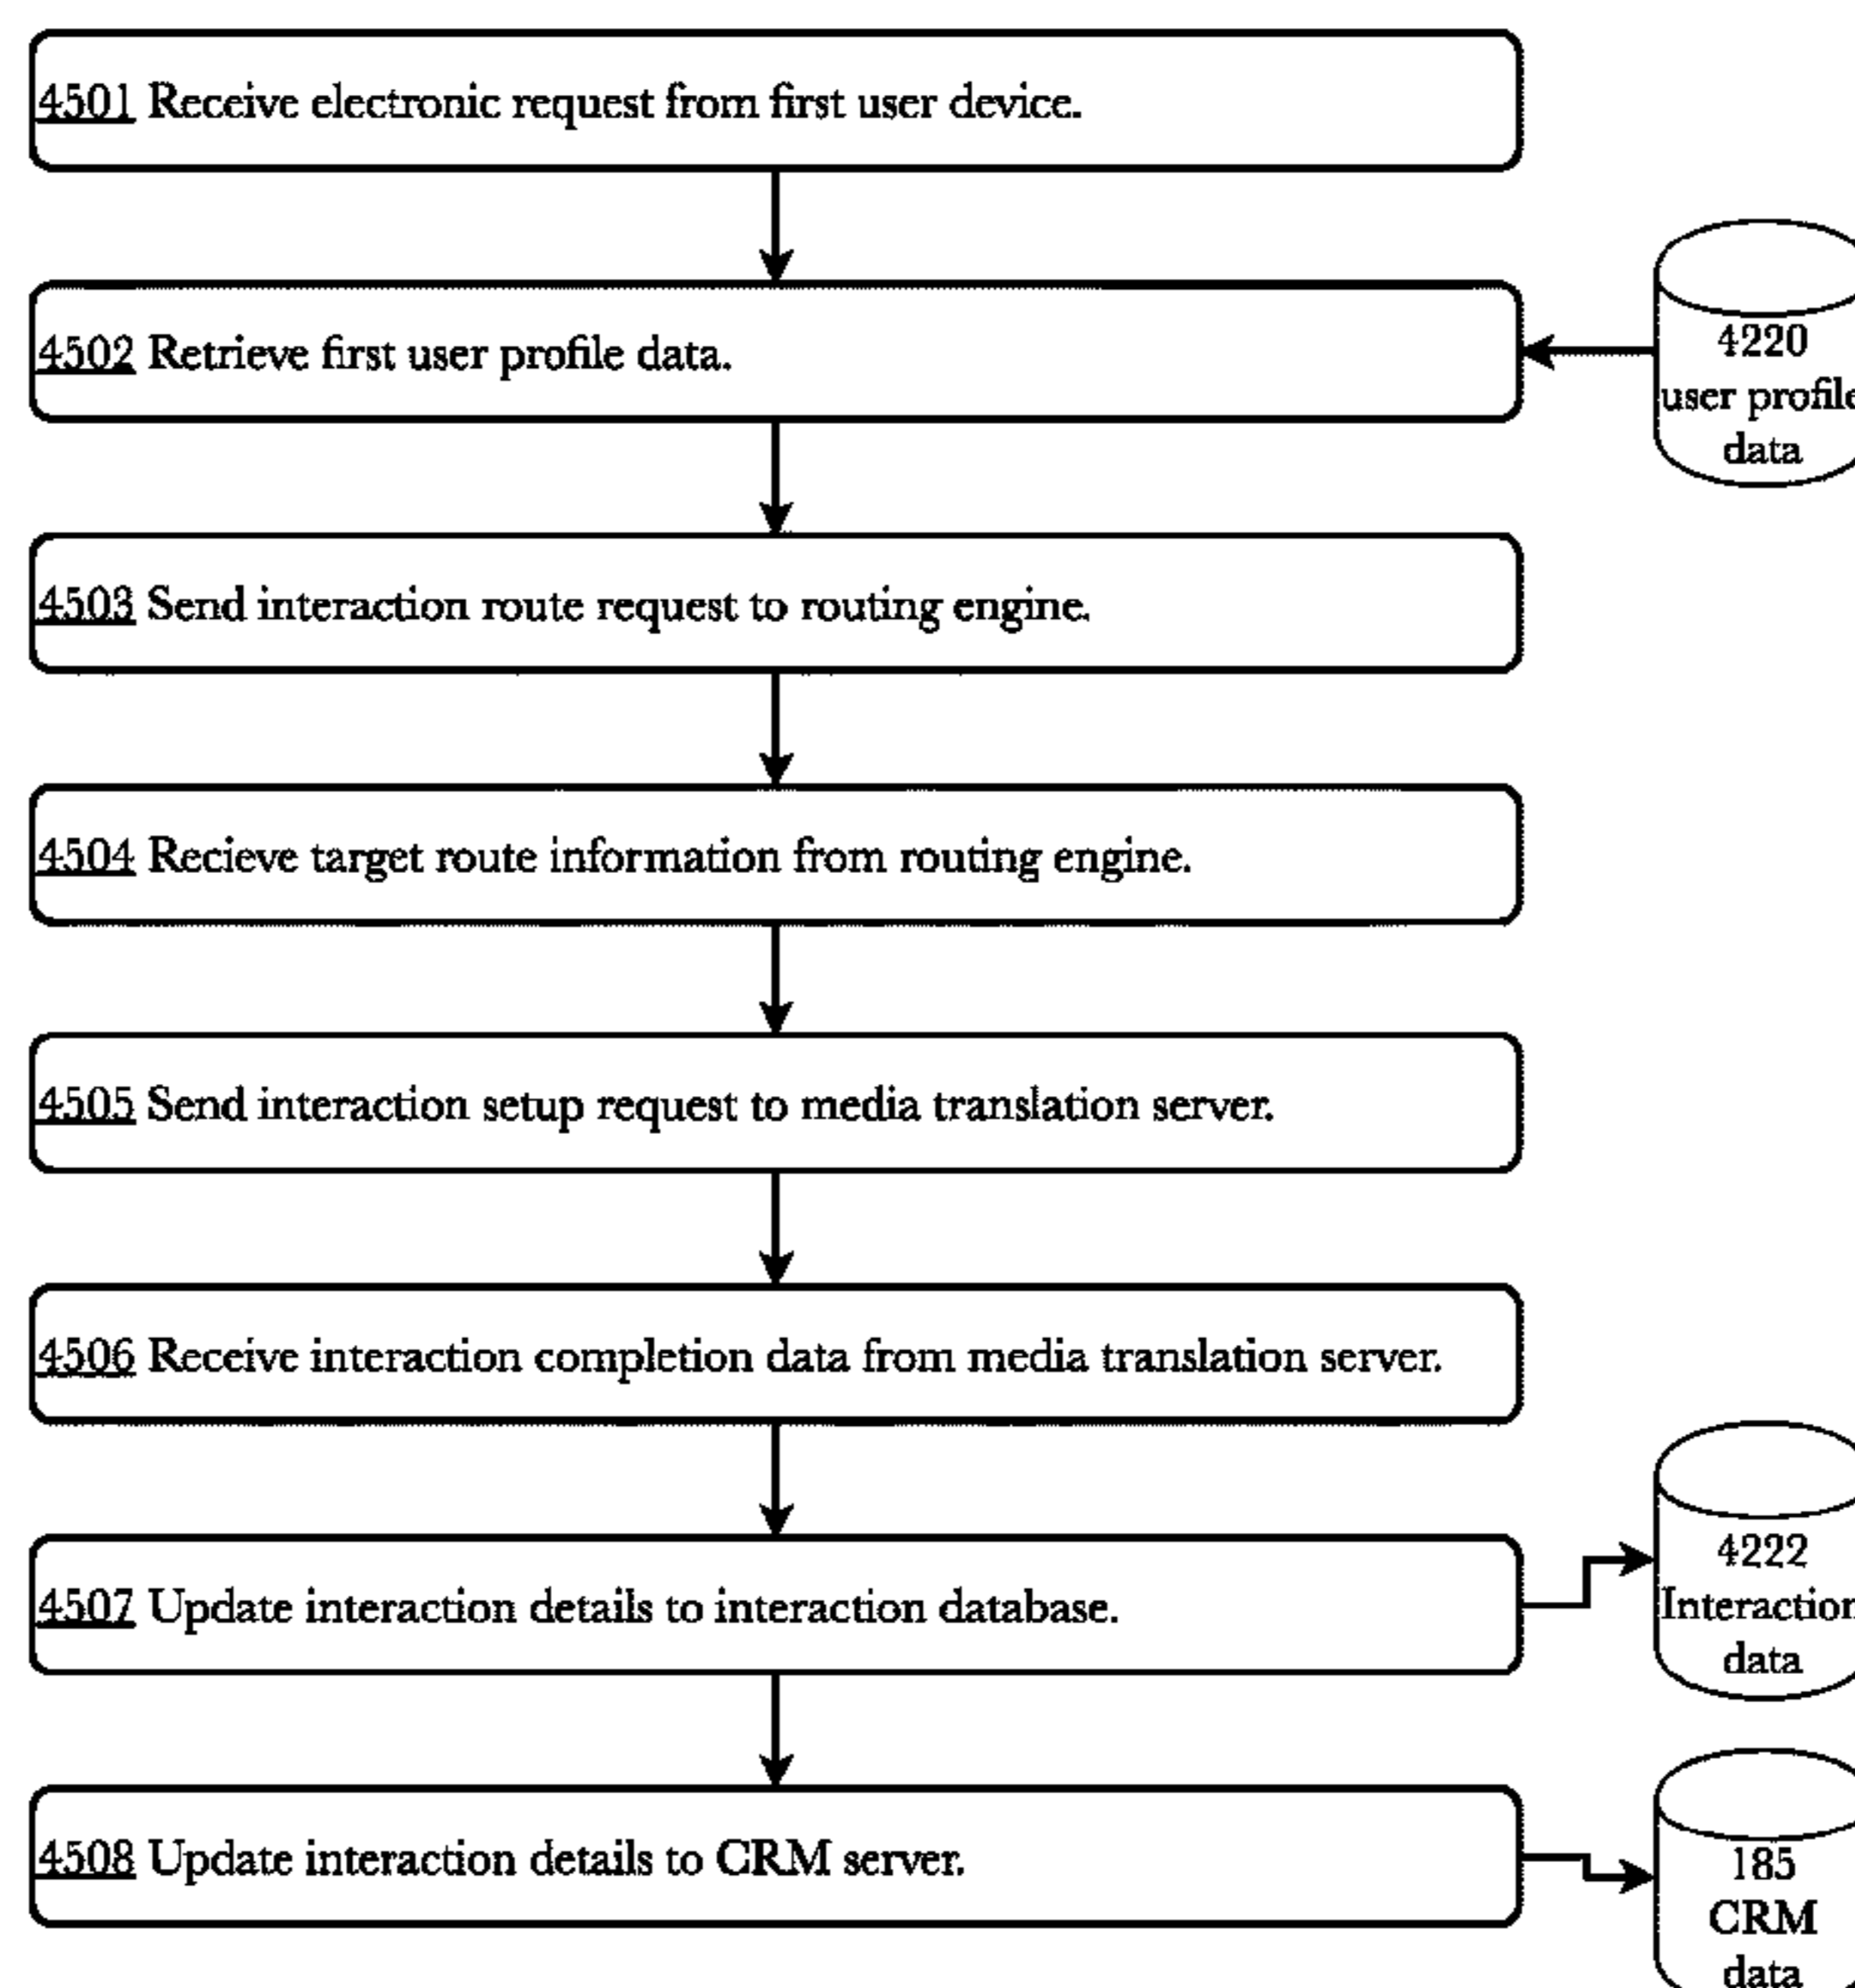 4501 Receive electronic request from first user device.
4220
4502 Retrieve first user profile data.
user profile
data
4503 Send interaction route request to routing engine.
4504 Recieve target route information from routing engine.
4505 Send interaction setup request to media translation server.
4506 Receive interaction completion data from media translation server.
4222
4507 Update interaction details to interaction database.
Interaction
data
4508 Update interaction details to CRM server.
185
CRM
data